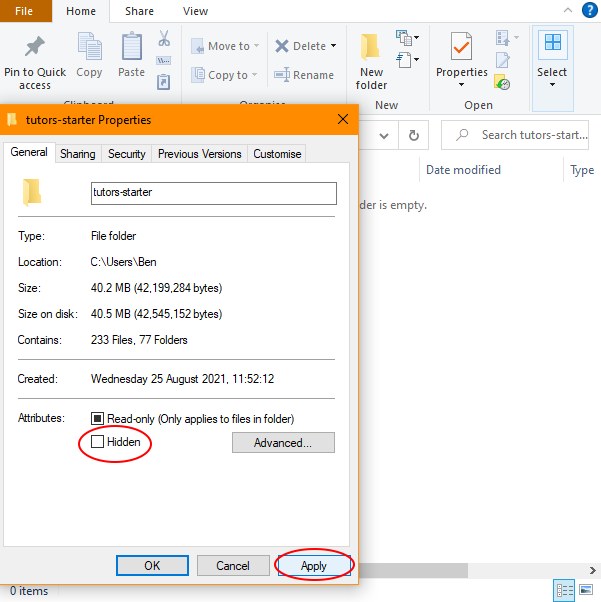 File Home Share View
Pin to Quick access
Copy
Paste
Move to
Copy to
Delete
Rename
New folder
Properties
Select
Organise
New
Open
tutors-starter Properties
Search tutors-start...
General Sharing Security Previous Versions Customise
Date modified Type
tutors-starter
der is empty.
Type: File folder
Location: C:\Users\Ben
Size: 40.2 MB (42,199,284 bytes)
Size on disk: 40.5 MB (42,545,152 bytes)
Contains: 233 Files, 77 Folders
Created: Wednesday 25 August 2021, 11:52:12
Attributes: Read-only (Only applies to files in folder)
Hidden
Advanced...
OK Cancel Apply
0 items